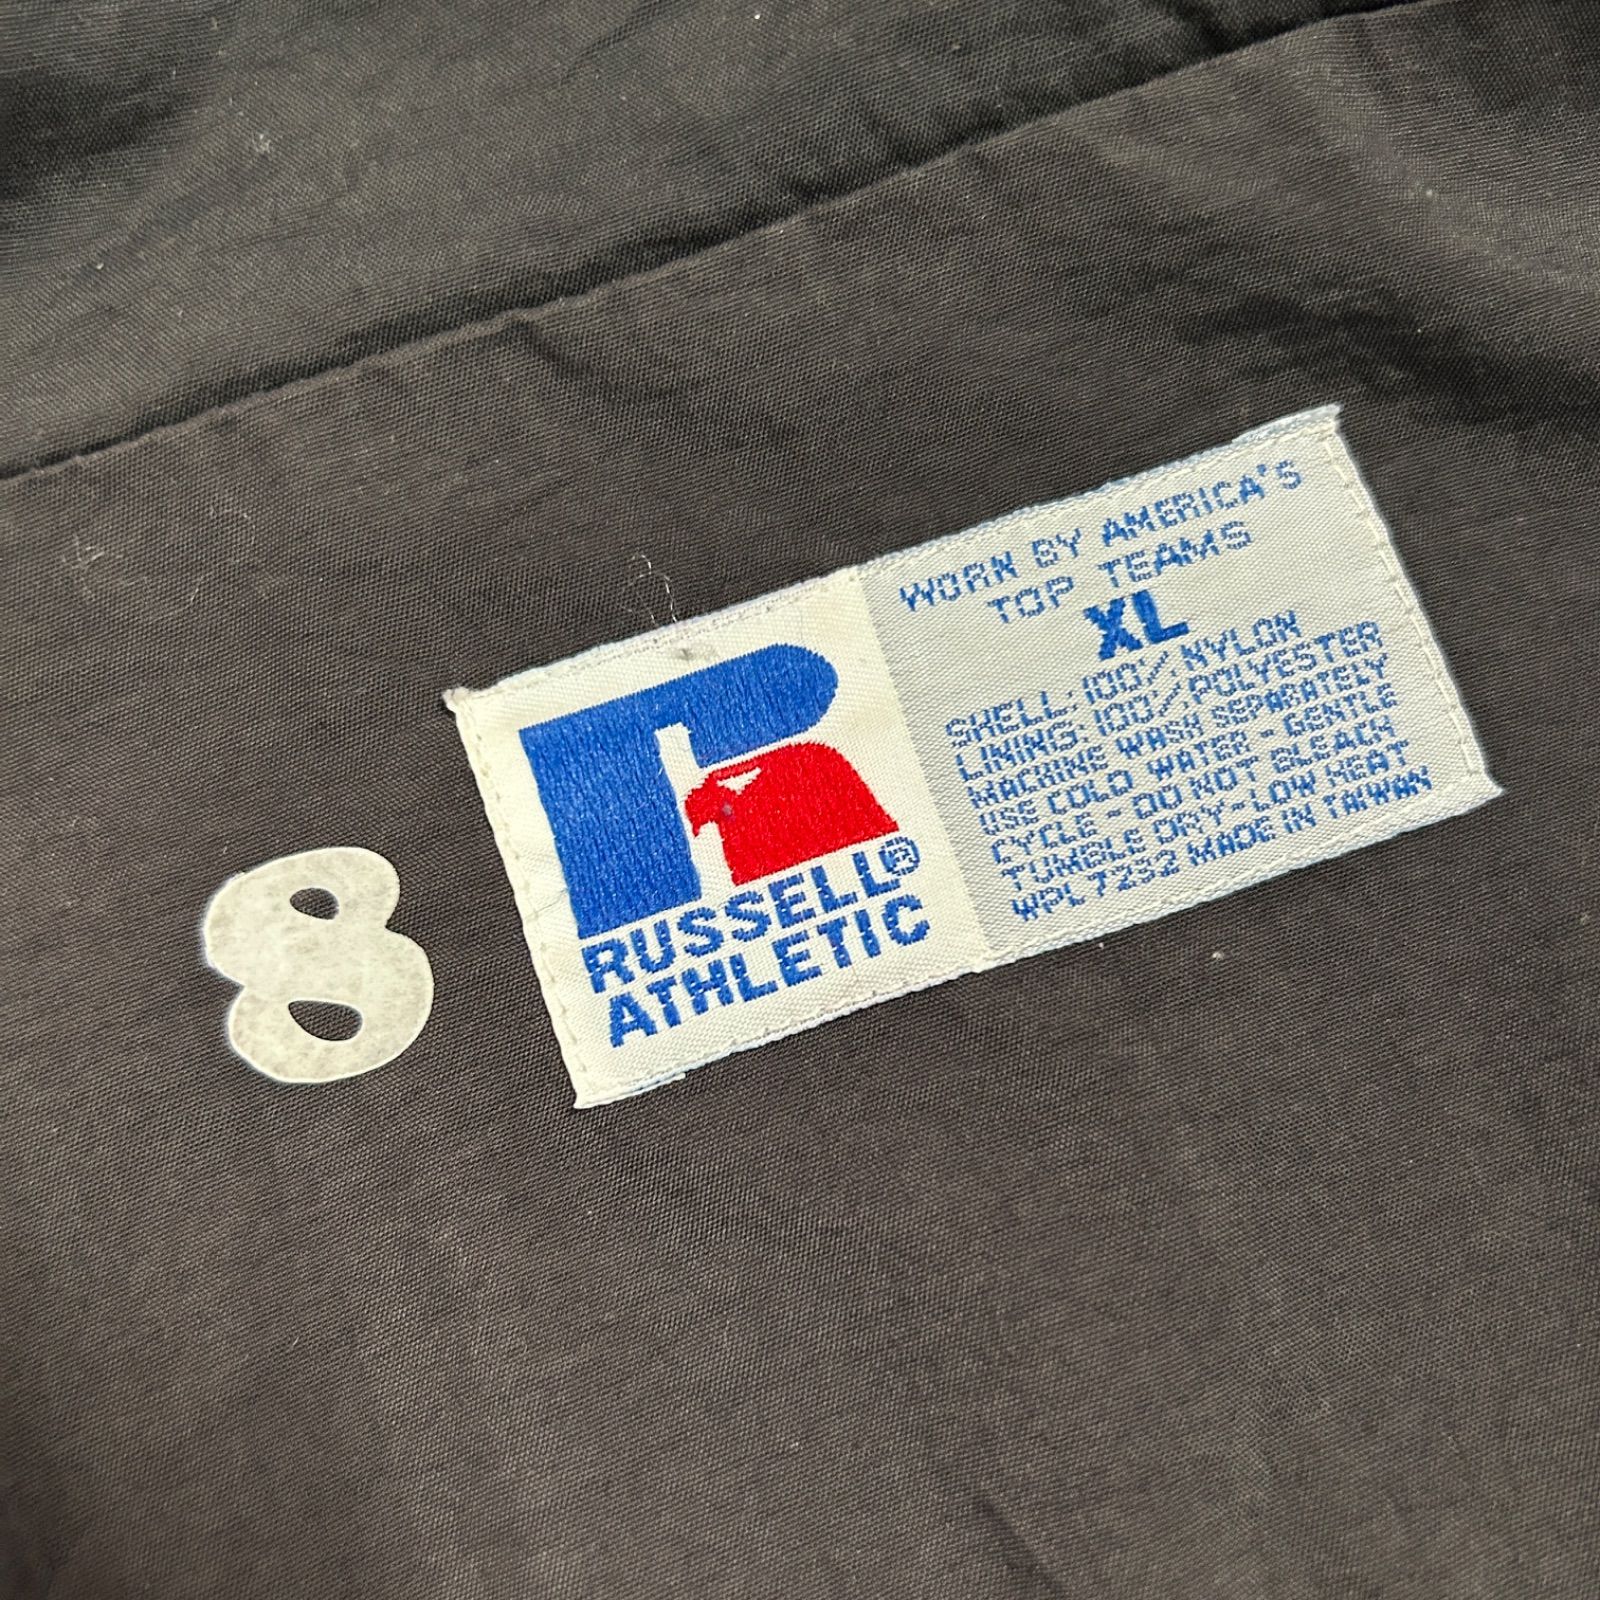 8
RUSSELL®
ATHLETIC
WORN BY AMERICA'S
TOP TEAMS
XL
SHELL: 100% NYLON
LINING: 100% POLYESTER
MACHINE WASH SEPARATELY
USE COLD WATER - GENTLE
CYCLE - DO NOT BLEACH
TUMBLE DRY-LOW HEAT
WPL 7232 MADE IN TAIWAN